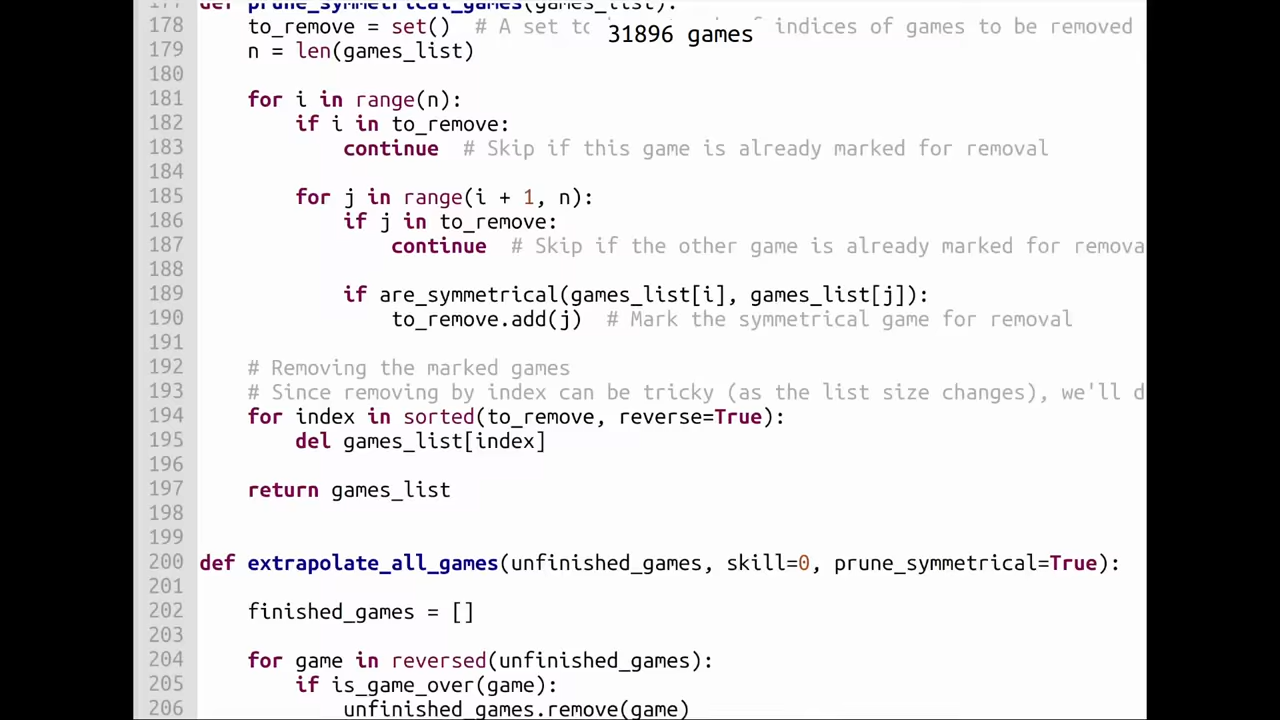 177 def prune_symmetrical_games(games_list):
178 to_remove = set() # A set to indices of games to be removed
31896 games
179 n = len(games_list)
180
181 for i in range(n):
182 if i in to_remove:
183 continue # Skip if this game is already marked for removal
184
185 for j in range(i + 1, n):
186 if j in to_remove:
187 continue # Skip if the other game is already marked for remova
188
189 if are_symmetrical(games_list[i], games_list[j]):
190 to_remove.add(j) # Mark the symmetrical game for removal
191
192 # Removing the marked games
193 # Since removing by index can be tricky (as the list size changes), we'll d
194 for index in sorted(to_remove, reverse=True):
195 del games_list[index]
196
197 return games_list
198
199
200 def extrapolate_all_games(unfinished_games, skill=0, prune_symmetrical=True):
201
202 finished_games = []
203
204 for game in reversed(unfinished_games):
205 if is_game_over(game):
206 unfinished_games.remove(game)